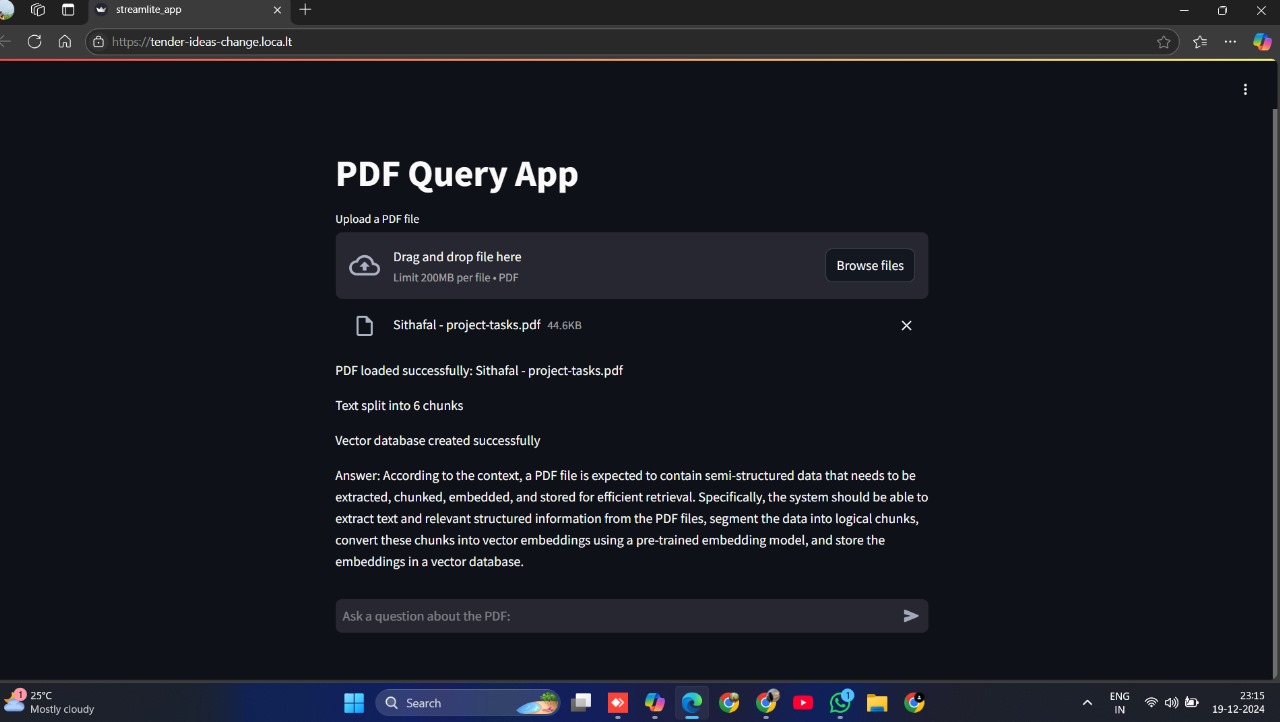 streamlite_app
https://tender-ideas-change.loca.lt
PDF Query App
Upload a PDF file
Drag and drop file here
Limit 200MB per file • PDF
Browse files
Sithafal - project-tasks.pdf 44.6KB
PDF loaded successfully: Sithafal - project-tasks.pdf
Text split into 6 chunks
Vector database created successfully
Answer: According to the context, a PDF file is expected to contain semi-structured data that needs to be
extracted, chunked, embedded, and stored for efficient retrieval. Specifically, the system should be able to
extract text and relevant structured information from the PDF files, segment the data into logical chunks,
convert these chunks into vector embeddings using a pre-trained embedding model, and store the
embeddings in a vector database.
Ask a question about the PDF:
1
25°C
Mostly cloudy
Search
1
ENG
IN
23:15
19-12-2024